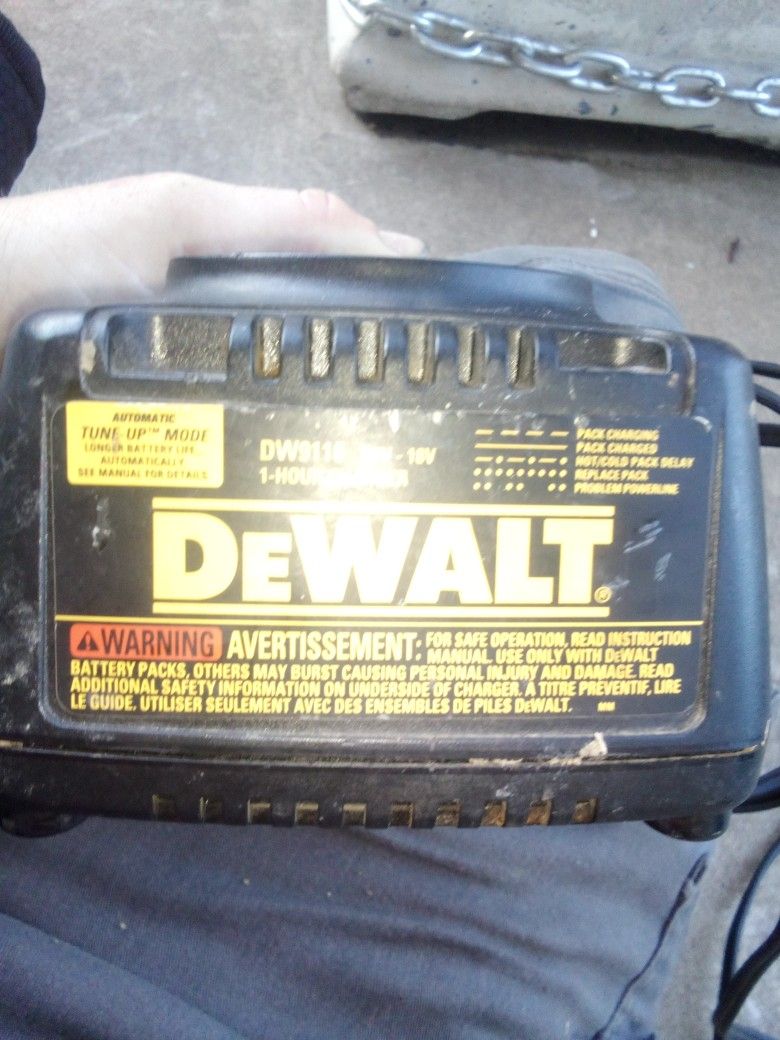 AUTOMATIC
TUNE-UP™ MODE
LONGER BATTERY LIFE
AUTOMATICALLY
SEE MANUAL FOR DETAILS
DW9116 - 18V
1-HOUR
PACK CHARGING
PACK CHARGED
HOT/COLD PACK DELAY
REPLACE PACK
PROBLEM POWERLINE
DEWALT®
WARNING AVERTISSEMENT: FOR SAFE OPERATION, READ INSTRUCTION
MANUAL. USE ONLY WITH DEWALT
BATTERY PACKS, OTHERS MAY BURST CAUSING PERSONAL INJURY AND DAMAGE. READ
ADDITIONAL SAFETY INFORMATION ON UNDERSIDE OF CHARGER. À TITRE PRÉVENTIF, LIRE
LE GUIDE. UTILISER SEULEMENT AVEC DES ENSEMBLES DE PILES DEWALT.